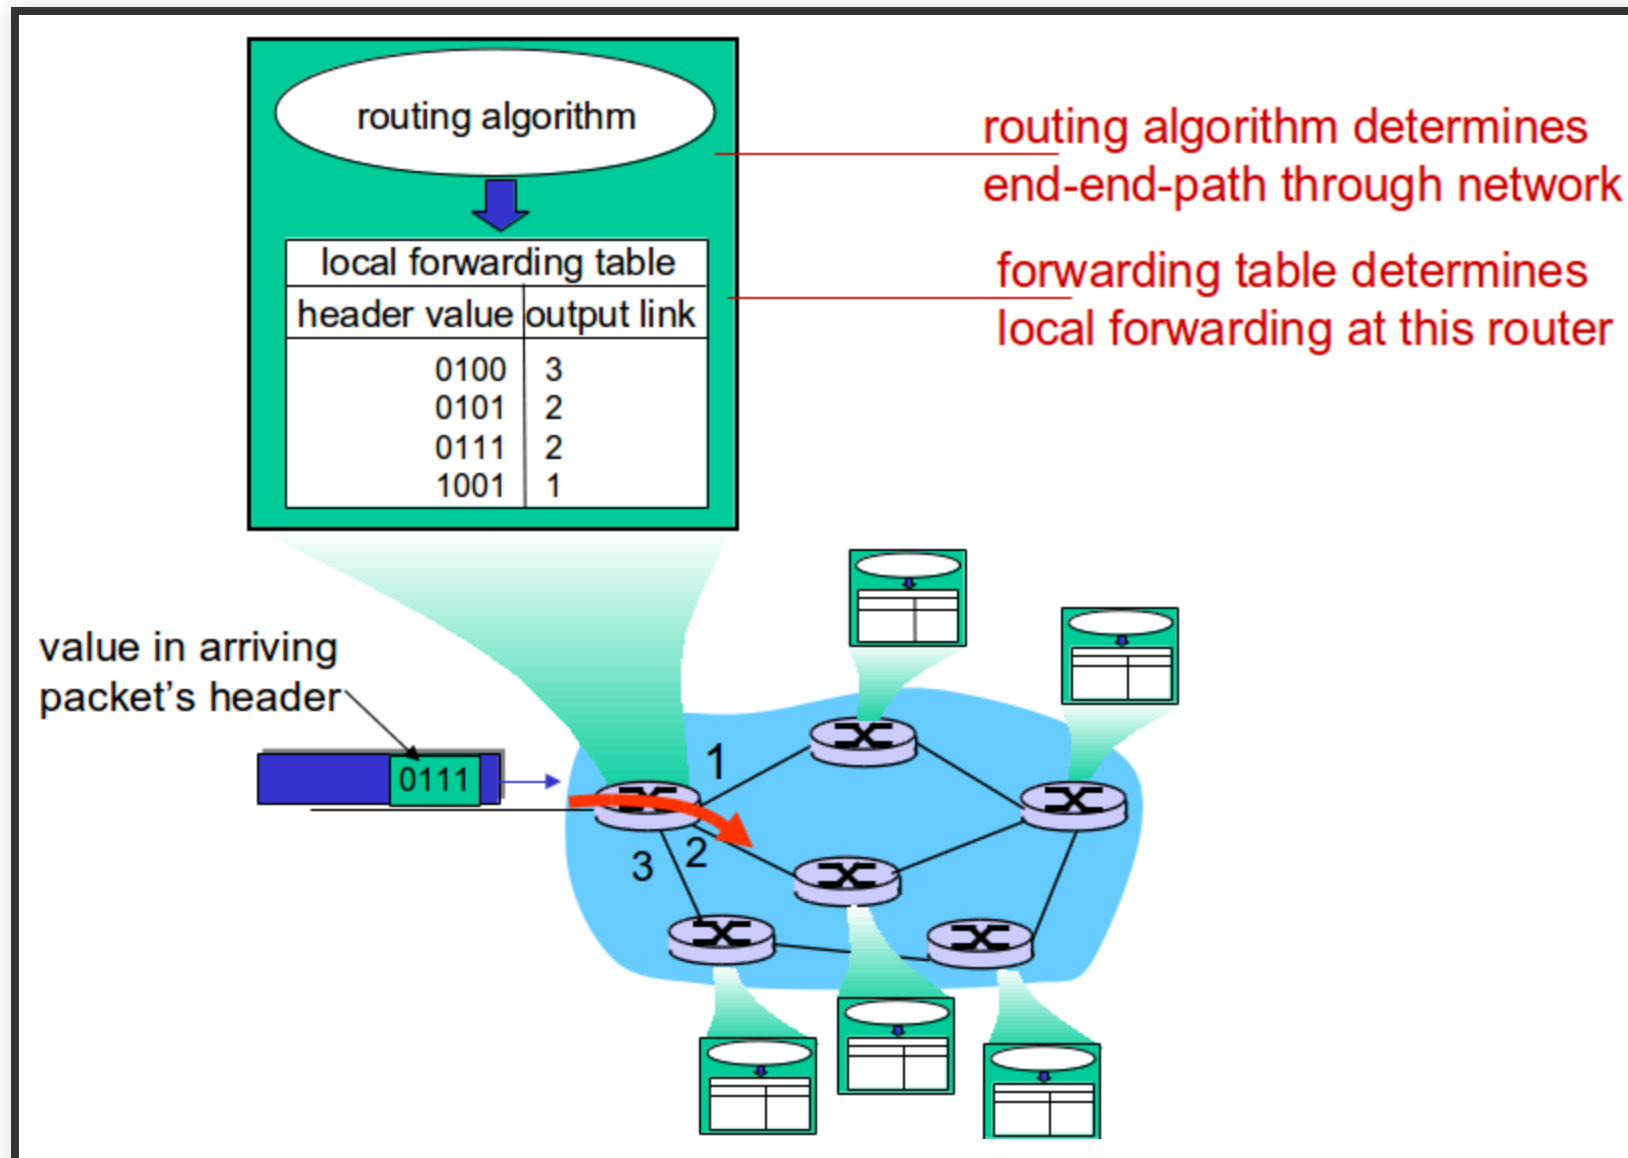 routing algorithm
routing algorithm determines
end-end-path through network
local forwarding table
header value output link
0100 3
0101 2
0111 2
1001 1
forwarding table determines
local forwarding at this router
value in arriving
packet's header
0111
1
2
3